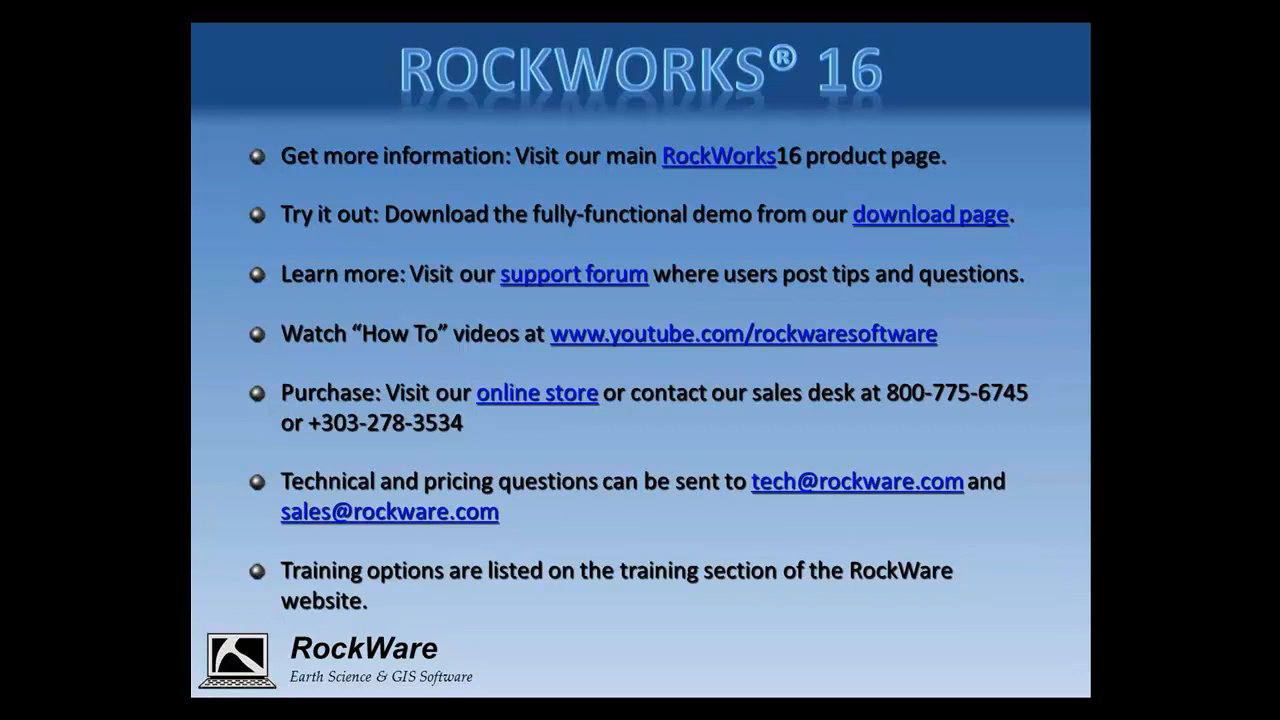 ROCKWORKS® 16
Get more information: Visit our main RockWorks16 product page.
Try it out: Download the fully-functional demo from our download page.
Learn more: Visit our support forum where users post tips and questions.
Watch “How To” videos at www.youtube.com/rockwaresoftware
Purchase: Visit our online store or contact our sales desk at 800-775-6745
or +303-278-3534
Technical and pricing questions can be sent to tech@rockware.com and
sales@rockware.com
Training options are listed on the training section of the RockWare
website.
RockWare
Earth Science & GIS Software